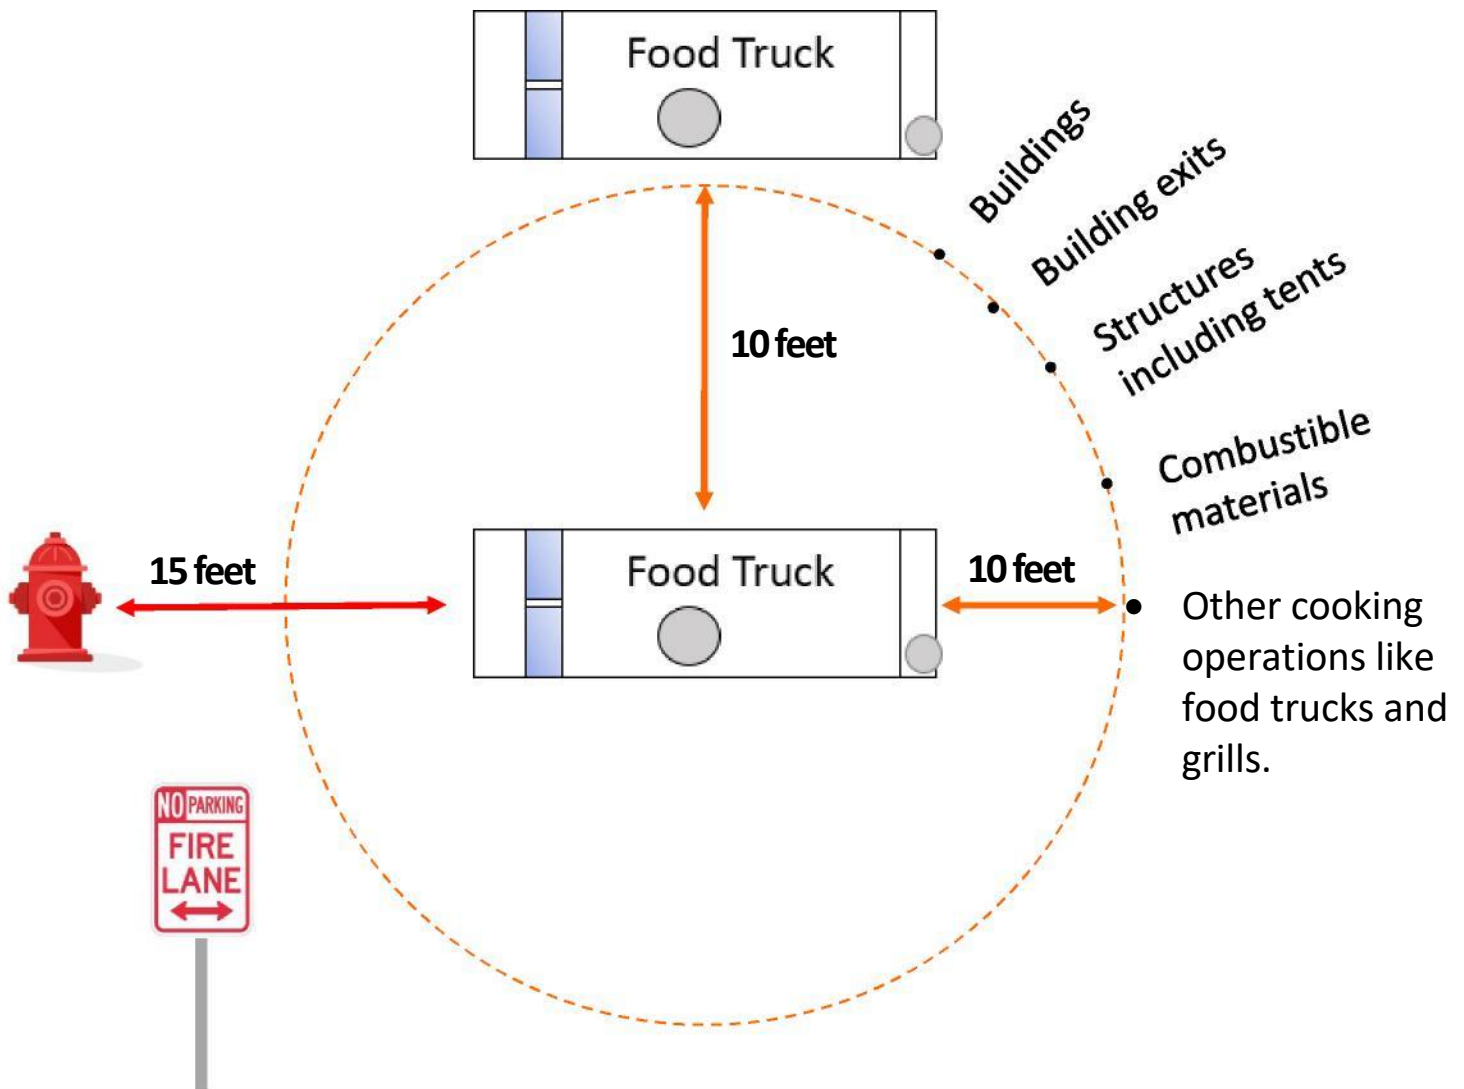 Food Truck
Buildings
Building exits
Structures
including tents
10 feet
Combustible
materials
15 feet
Food Truck
10 feet
Other cooking
operations like
food trucks and
grills.
NO PARKING
FIRE
LANE